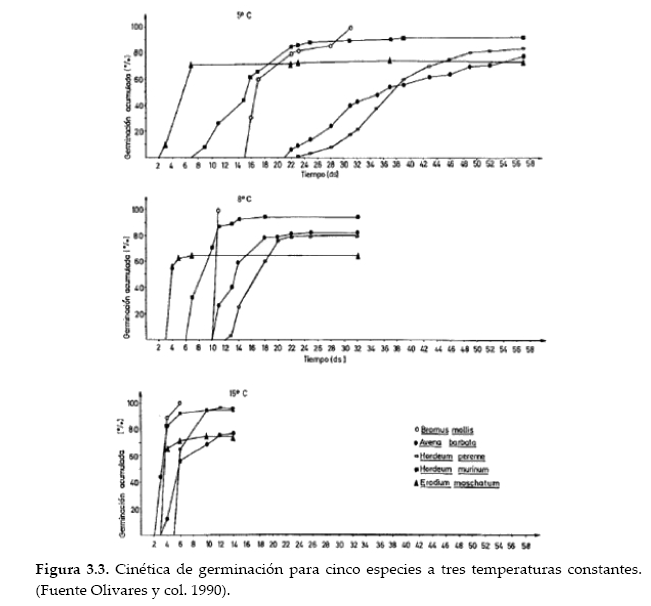 5º C
Germinación acumulada (%)
100
80
60
40
20
2 4 6 7 8 10 12 14 16 18 20 22 24 26 28 30 32 34 36 38 40 42 44 46 48 50 52 54 56 58
Tiempo (ds)
8º C
Germinación acumulada (%)
100
80
60
40
20
2 4 6 8 10 12 14 16 18 20 22 24 26 28 30 32 34 36 38 40 42 44 46 48 50 52 54 56 58
Tiempo (ds)
15º C
Germinación acumulada (%)
100
80
60
40
20
2 4 6 8 10 12 14 16 18 20 22 24 26 28 30 32 34 36 38 40 42 44 46 48 50 52 54 56 58
Bromus mollis
Avena barbata
Hordeum
Hordeum murinum
Erodium moschatum
Figura 3.3. Cinética de germinación para cinco especies a tres temperaturas constantes.
(Fuente Olivares y col. 1990).